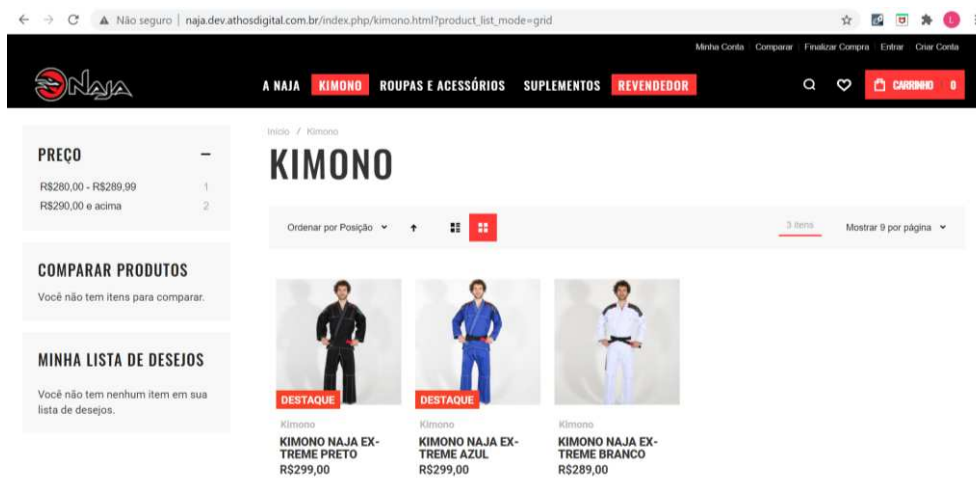 Não seguro | naja.dev.athosdigital.com.br/index.php/kimono.html?product_list_mode=grid
L
Minha Conta Comparar Finalizar Compra Entrar Criar Conta
NAJA
A NAJA KIMONO ROUPAS E ACESSÓRIOS SUPLEMENTOS REVENDEDOR CARRINHO 0
Início / Kimono
KIMONO
PREÇO
R$280,00 - R$289,99 1
R$290,00 e acima 2
Ordenar por Posição 3 itens Mostrar 9 por página
COMPARAR PRODUTOS
Você não tem itens para comparar.
MINHA LISTA DE DESEJOS
Você não tem nenhum item em sua
lista de desejos.
DESTAQUE DESTAQUE
Kimono Kimono Kimono
KIMONO NAJA EX- KIMONO NAJA EX- KIMONO NAJA EX-
TREME PRETO TREME AZUL TREME BRANCO
R$299,00 R$299,00 R$289,00